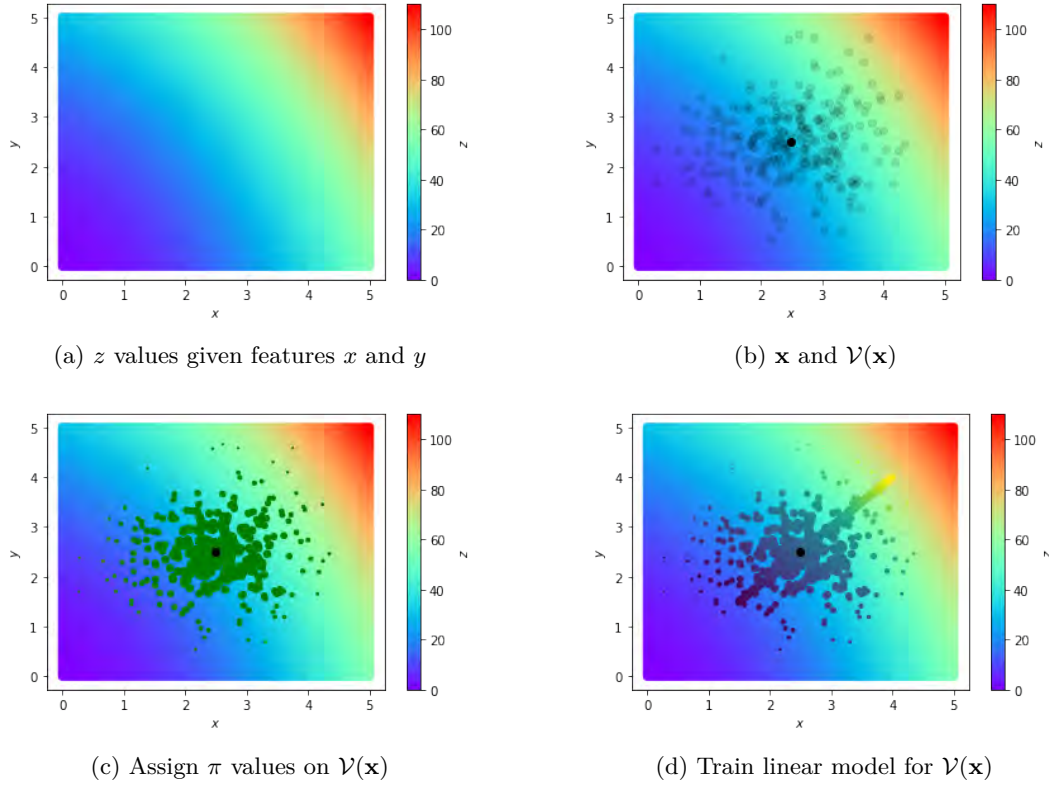 5
4
3
2
1
0
y
0 1 2 3 4 5
x
100
80
60
40
20
0
z
(a) z values given features x and y
5
4
3
2
1
0
y
0 1 2 3 4 5
x
100
80
60
40
20
0
z
(b) 𝐱 and 𝒱(𝐱)
5
4
3
2
1
0
y
0 1 2 3 4 5
x
100
80
60
40
20
0
z
(c) Assign π values on 𝒱(𝐱)
5
4
3
2
1
0
y
0 1 2 3 4 5
x
100
80
60
40
20
0
z
(d) Train linear model for 𝒱(𝐱)